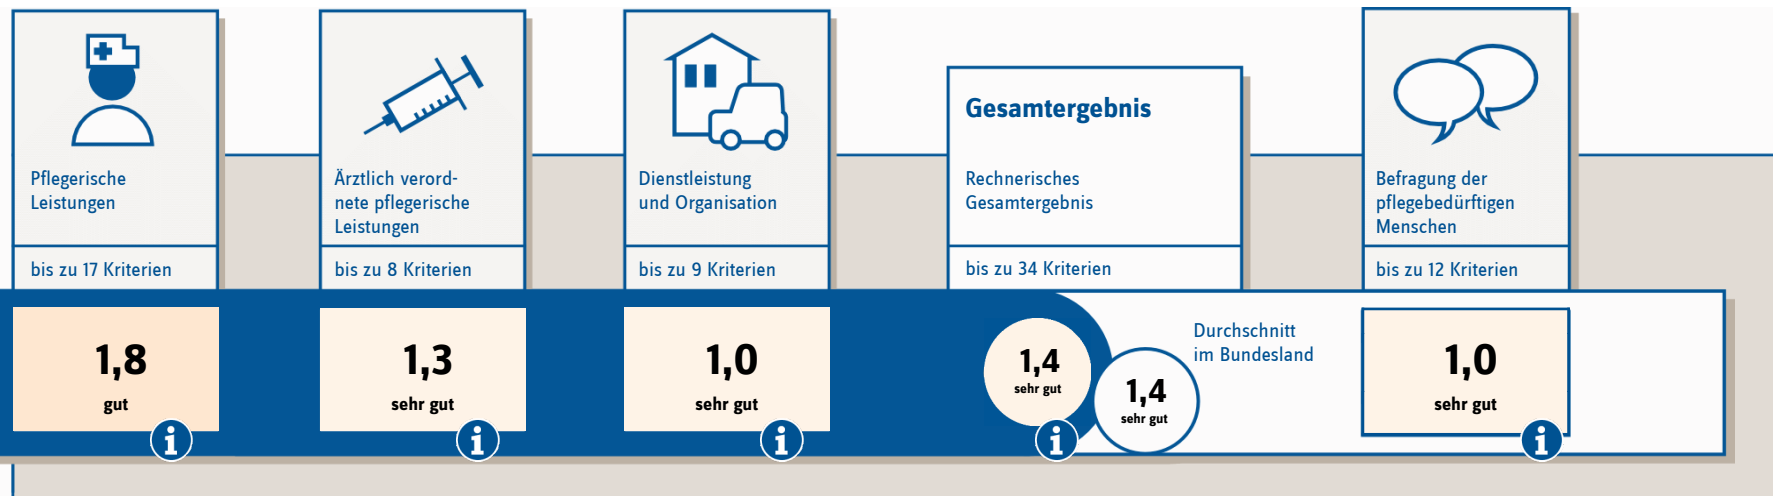 Pflegerische
Leistungen
bis zu 17 Kriterien
1,8
gut
Ärztlich verord-
nete pflegerische
Leistungen
bis zu 8 Kriterien
1,3
sehr gut
Dienstleistung
und Organisation
bis zu 9 Kriterien
1,0
sehr gut
Gesamtergebnis
Rechnerisches
Gesamtergebnis
bis zu 34 Kriterien
1,4
sehr gut
Durchschnitt
im Bundesland
1,4
sehr gut
Befragung der
pflegebedürftigen
Menschen
bis zu 12 Kriterien
1,0
sehr gut